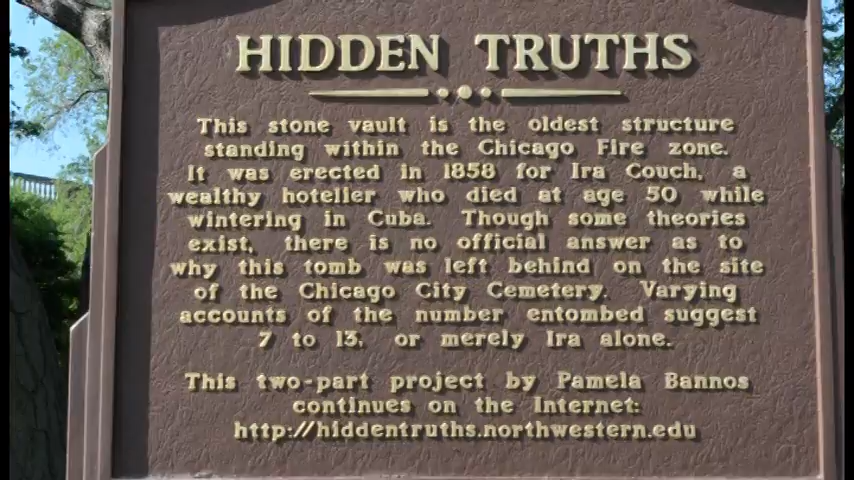 HIDDEN TRUTHS
This stone vault is the oldest structure
standing within the Chicago Fire zone.
It was erected in 1858 for Ira Couch, a
wealthy hotelier who died at age 50 while
wintering in Cuba. Though some theories
exist, there is no official answer as to
why this tomb was left behind on the site
of the Chicago City Cemetery. Varying
accounts of the number entombed suggest
7 to 13, or merely Ira alone.
This two-part project by Pamela Bannos
continues on the Internet:
http://hiddentruths.northwestern.edu